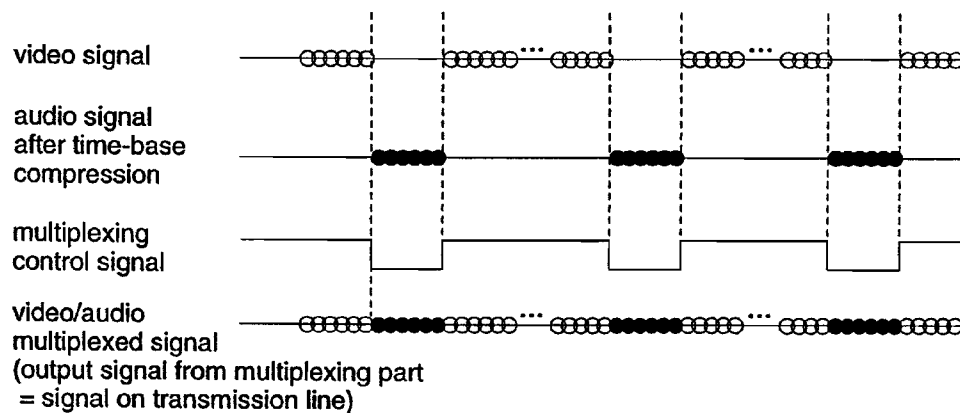 video signal
audio signal
after time-base
compression
multiplexing
control signal
video/audio
multiplexed signal
(output signal from multiplexing part
= signal on transmission line)